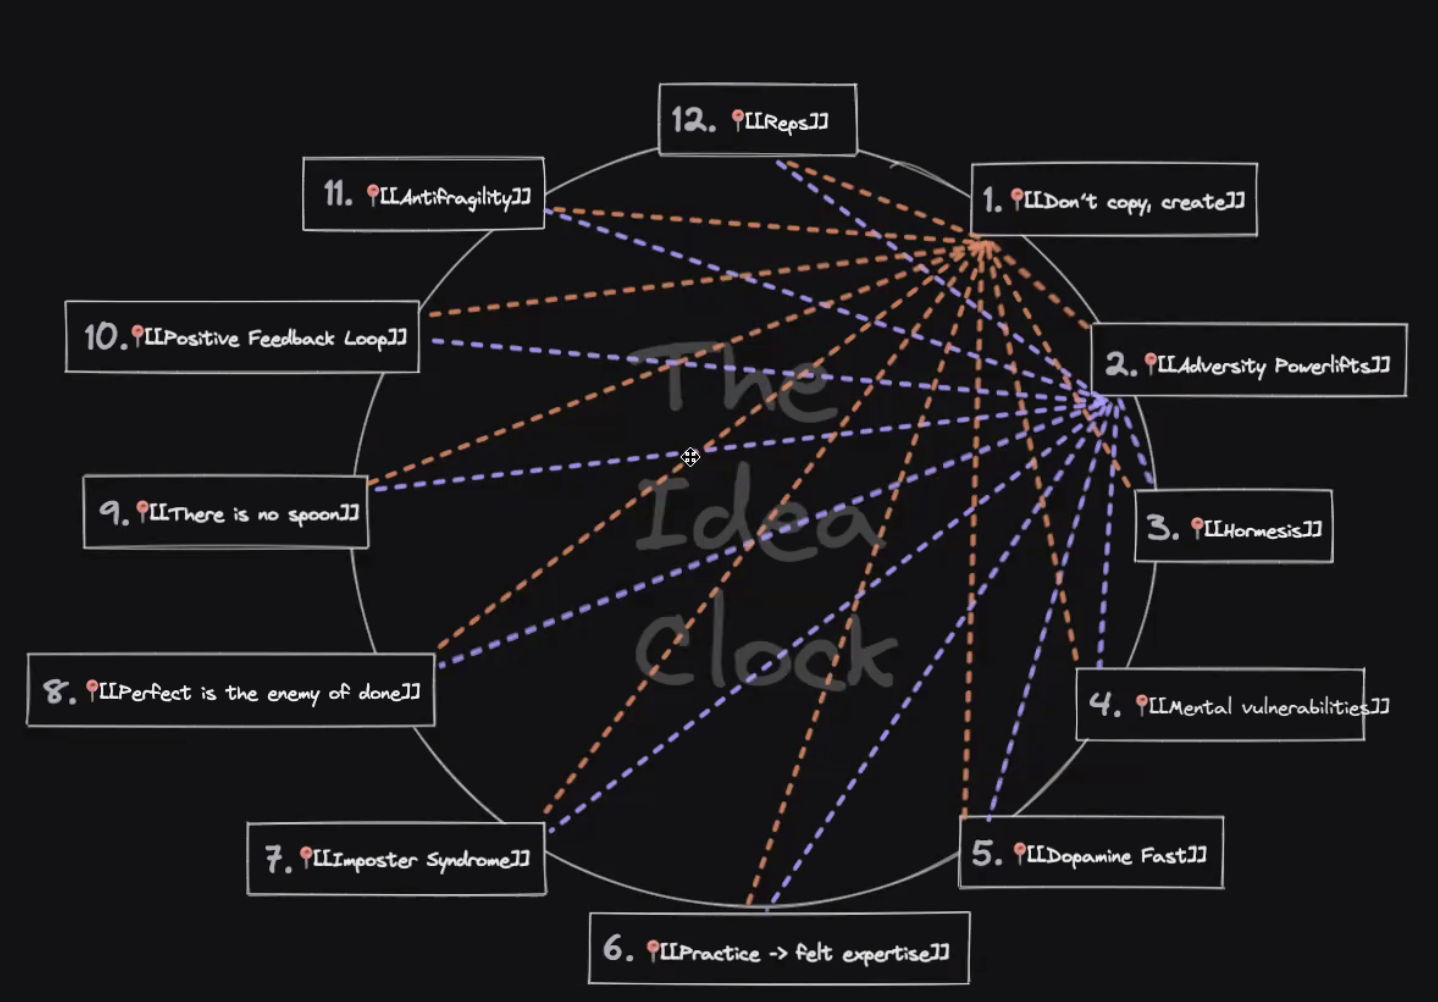 12. 📍[[Reps]]
1. 📍[[Don't copy, create]]
2. 📍[[Adversity Powerlifts]]
3. 📍[[Hormesis]]
4. 📍[[Mental vulnerabilities]]
5. 📍[[Dopamine Fast]]
6. 📍[[Practice -> felt expertise]]
7. 📍[[Imposter Syndrome]]
8. 📍[[Perfect is the enemy of done]]
9. 📍[[There is no spoon]]
10. 📍[[Positive Feedback Loop]]
11. 📍[[Antifragility]]
The
Idea
Clock